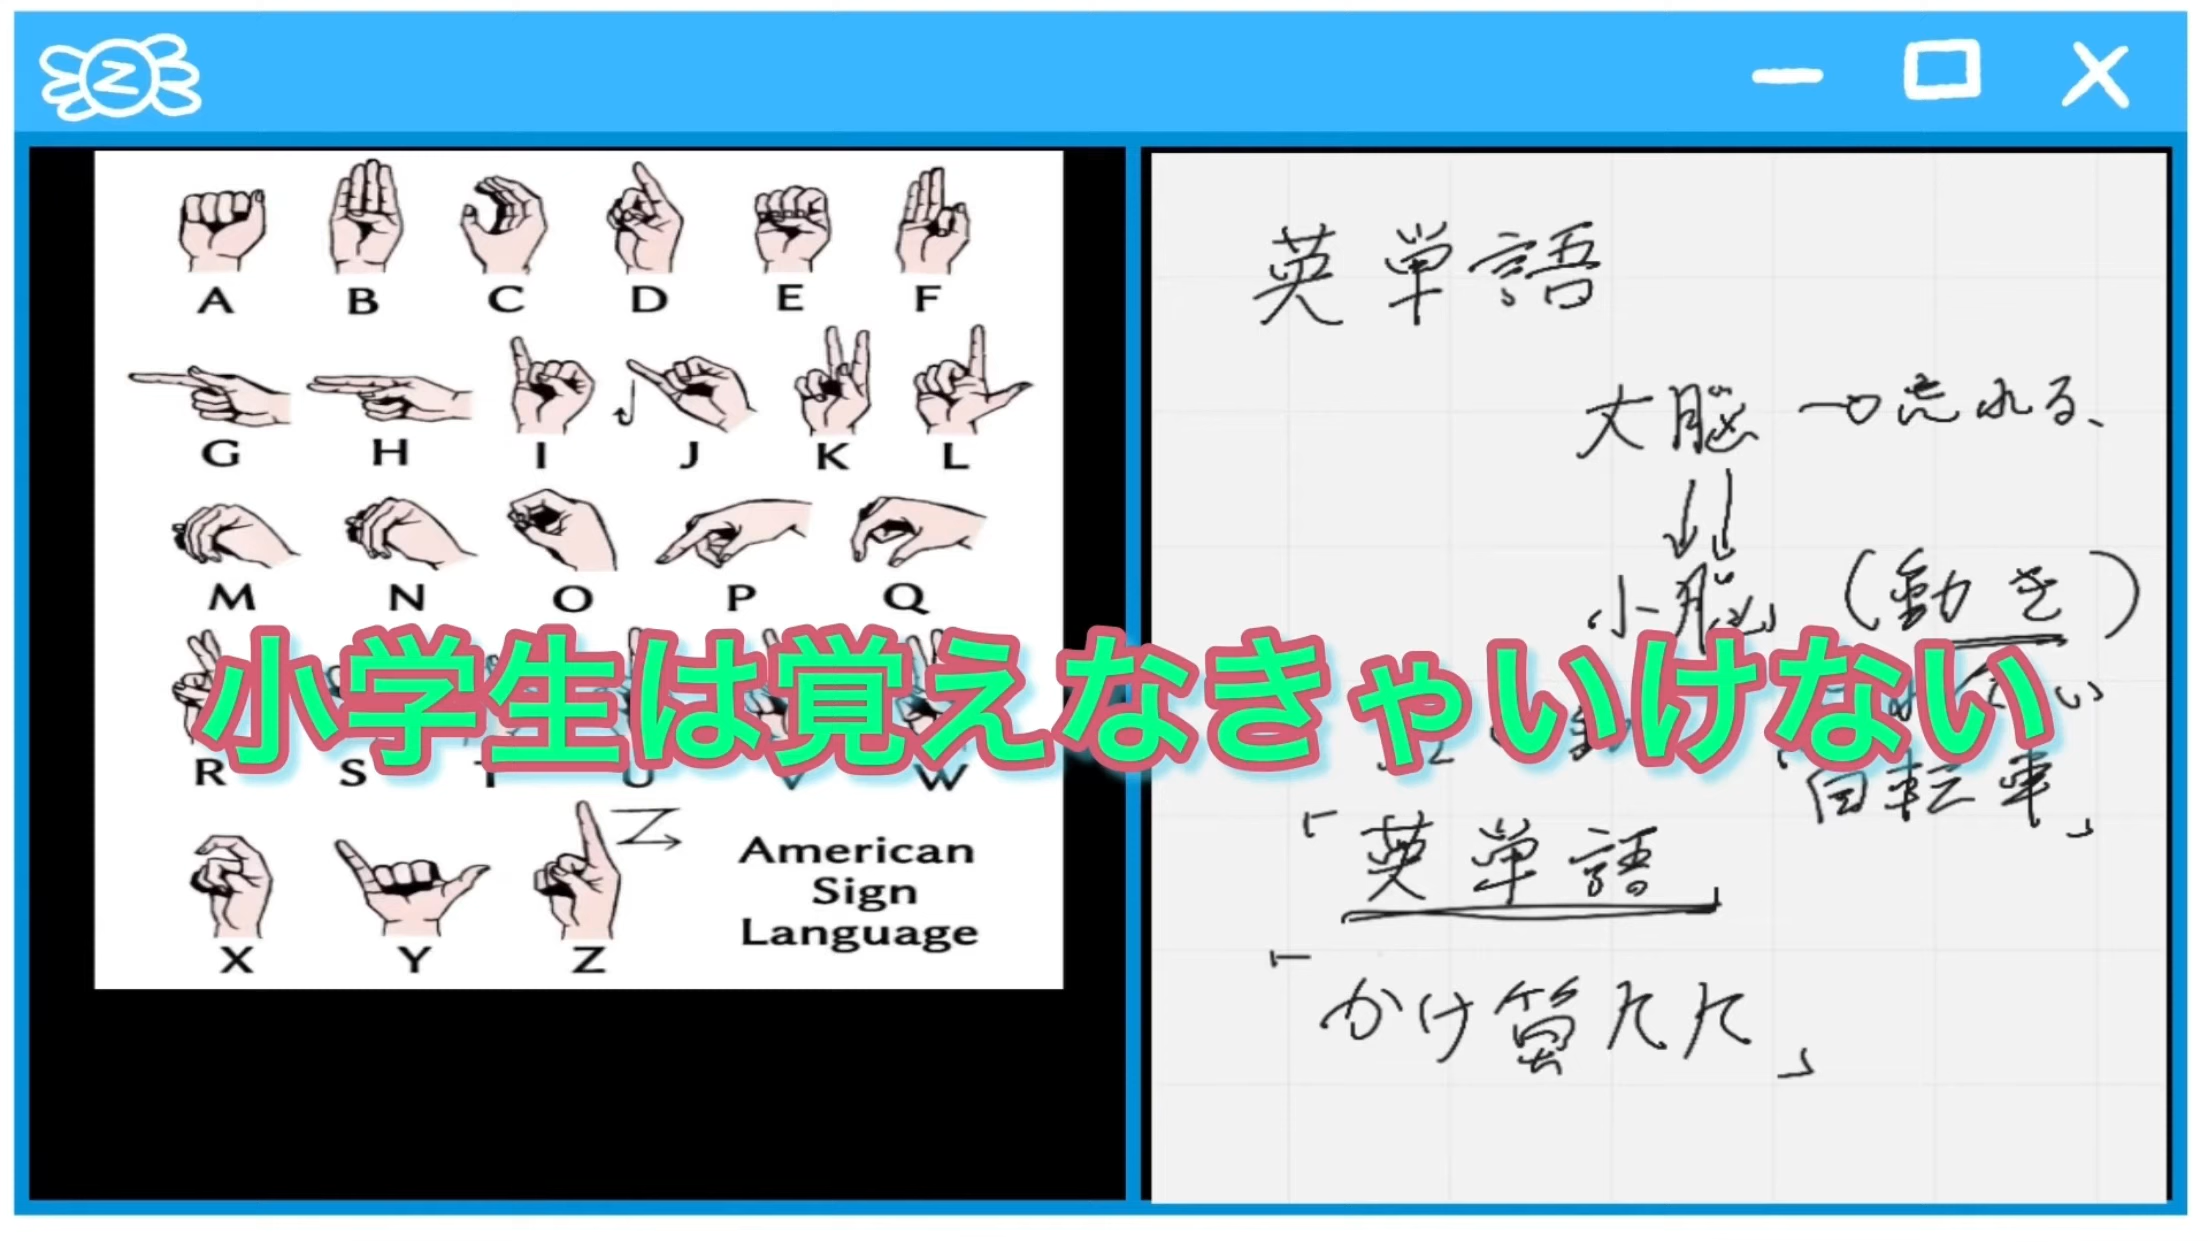 Z
A B C D E F
G H I J K L
M N O P Q
R S T U V W
X Y Z
Z
American
Sign
Language
英単語
大脳 → 忘れる、
小脳 (動き)
自転車」
「英単語」
「かけ算九九」
小学生は覚えなきゃいけない